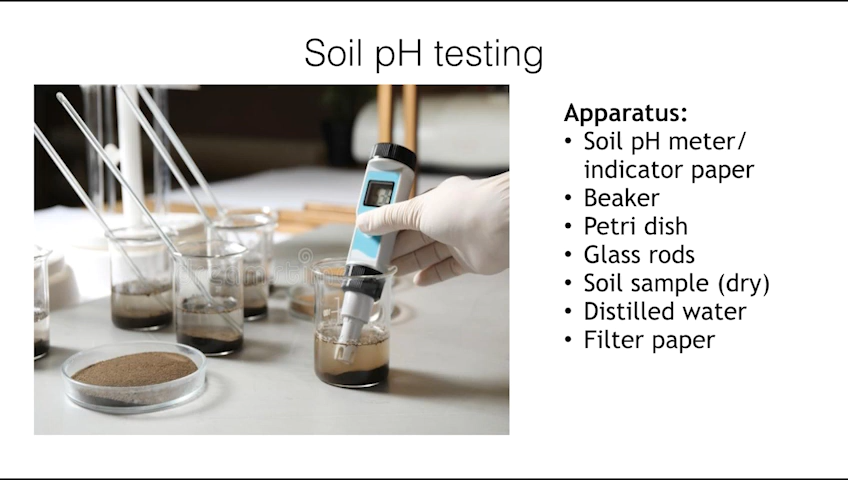 Soil pH testing
Apparatus:
• Soil pH meter/
indicator paper
• Beaker
• Petri dish
• Glass rods
• Soil sample (dry)
• Distilled water
• Filter paper